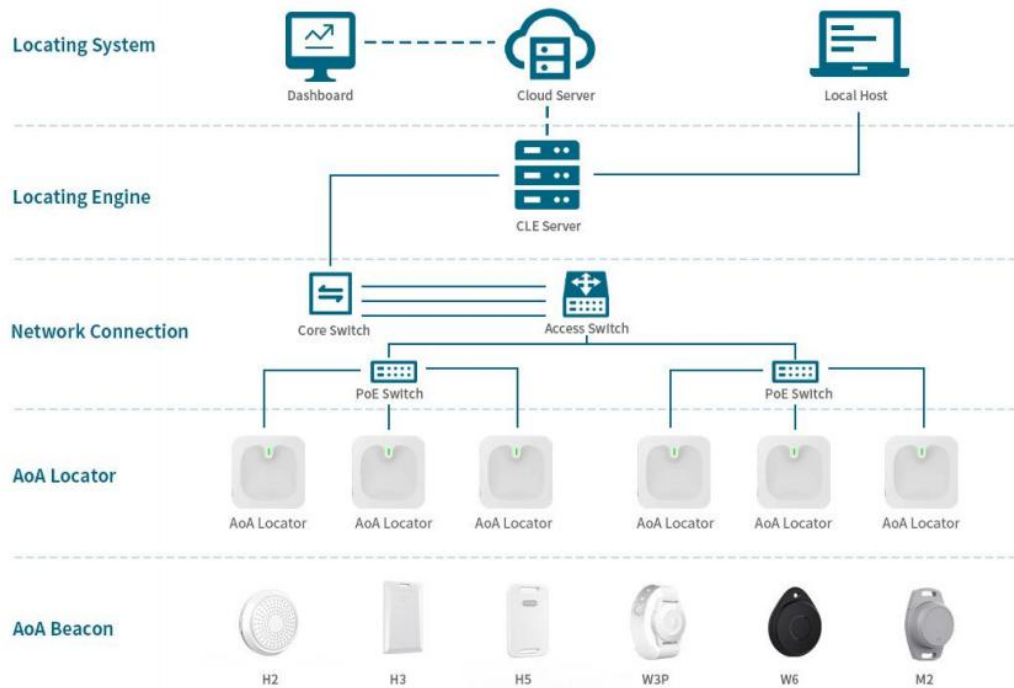 Locating System
Dashboard
Cloud Server
Local Host
Locating Engine
CLE Server
Network Connection
Core Switch
Access Switch
PoE Switch
PoE Switch
AoA Locator
AoA Locator
AoA Locator
AoA Locator
AoA Locator
AoA Locator
AoA Locator
AoA Beacon
H2
H3
H5
W3P
W6
M2